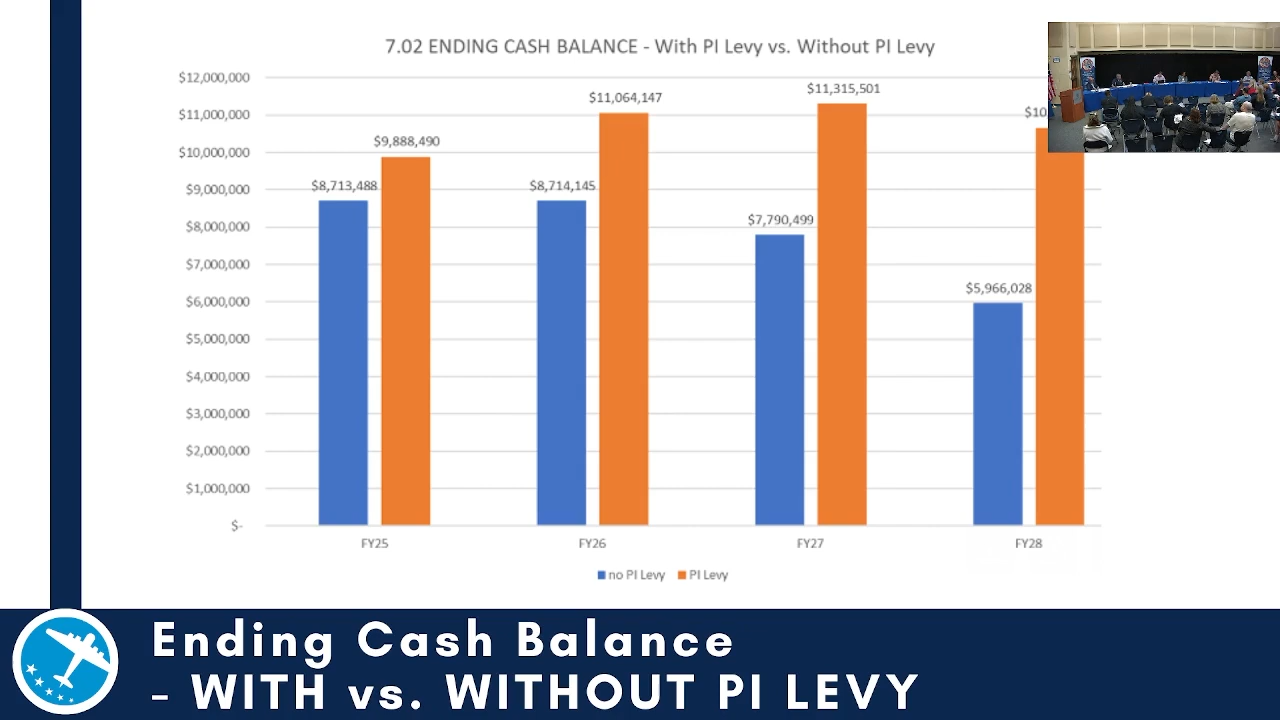 7.02 ENDING CASH BALANCE - With PI Levy vs. Without PI Levy
$12,000,000
$11,000,000
$10,000,000
$9,000,000
$8,000,000
$7,000,000
$6,000,000
$5,000,000
$4,000,000
$3,000,000
$2,000,000
$1,000,000
$-
$8,713,488
$9,888,490
$8,714,145
$11,064,147
$7,790,499
$11,315,501
$5,966,028
$10
FY25
FY26
FY27
FY28
no PI Levy
PI Levy
Ending Cash Balance
- WITH vs. WITHOUT PI LEVY